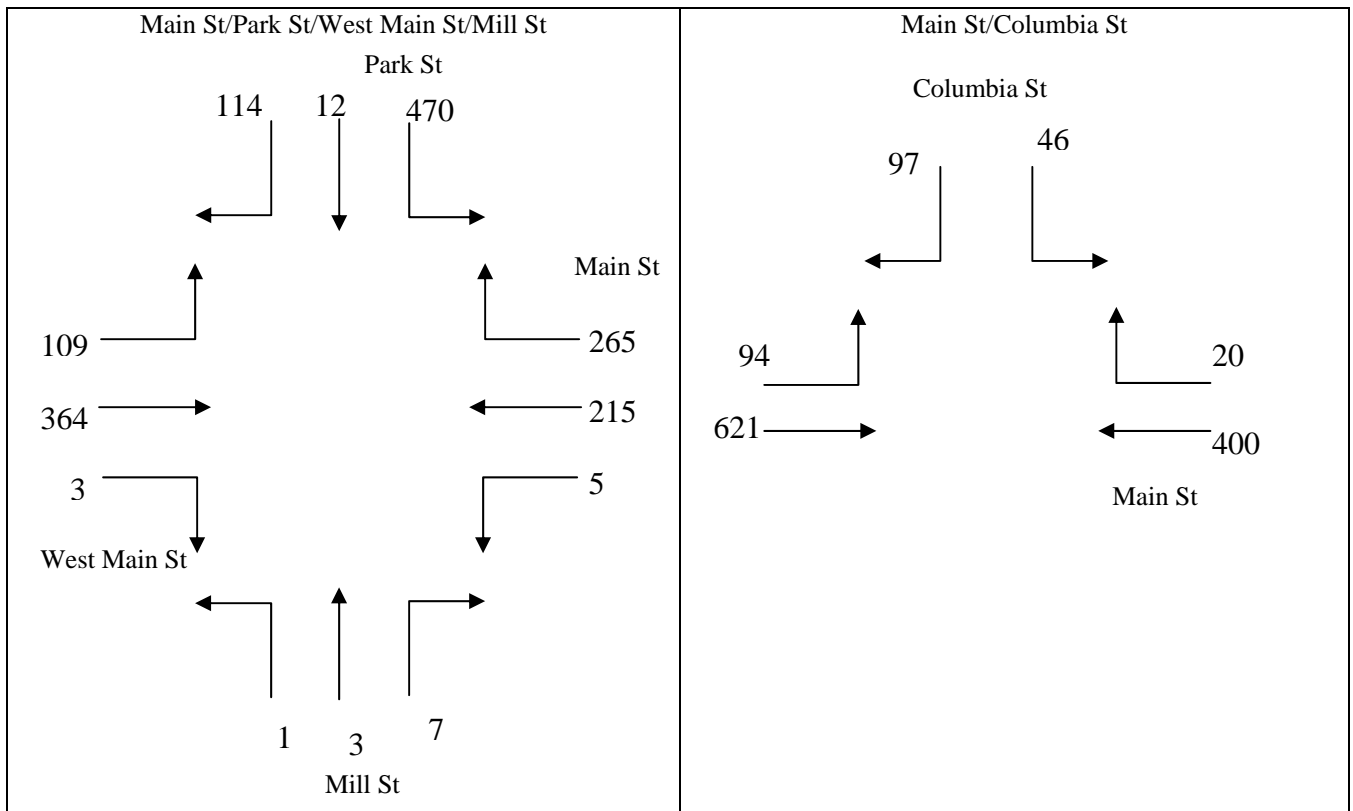 Main St/Park St/West Main St/Mill St
Park St
114 12 470
Main St
109 265
364 215
3 5
West Main St
1 3 7
Mill St
Main St/Columbia St
Columbia St
97 46
94 20
621 400
Main St